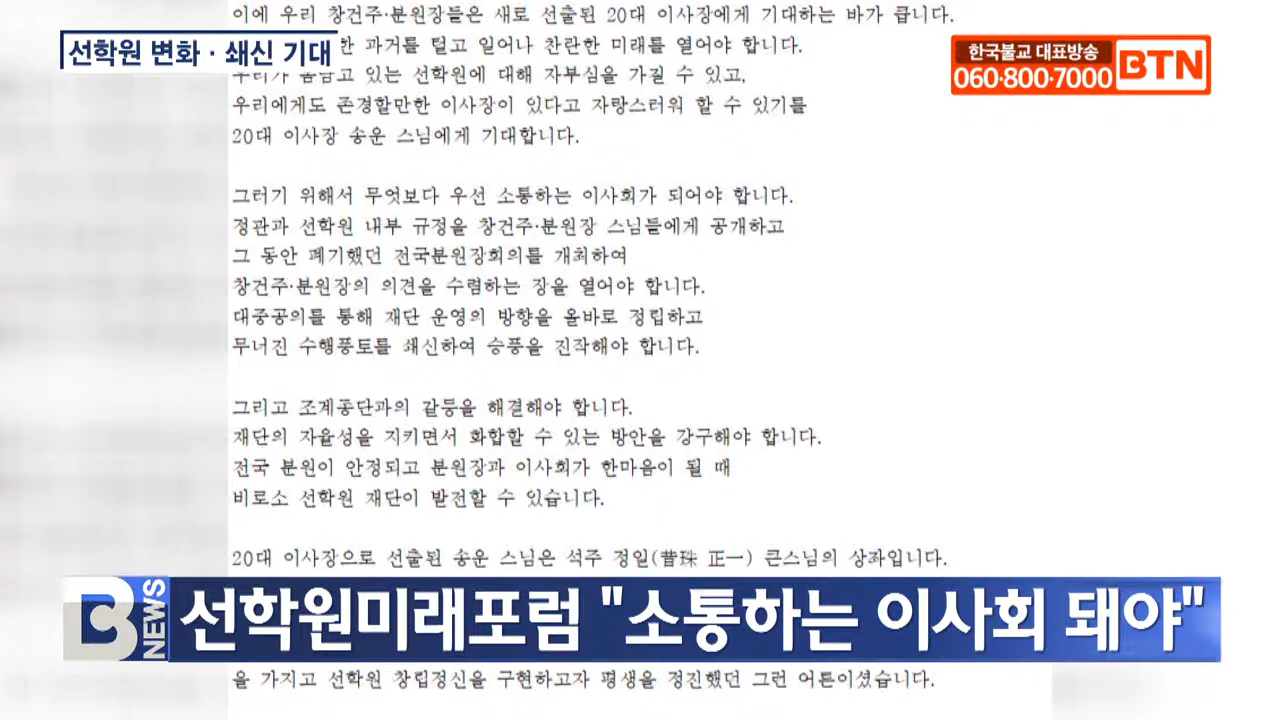 이에 우리 창건주·분원장들은 새로 선출된 20대 이사장에게 기대하는 바가 큽니다.
선학원 변화·쇄신 기대
한 과거를 털고 일어나 찬란한 미래를 열어야 합니다.
한국불교 대표방송
060·800·7000
BTN
우리가 몸담고 있는 선학원에 대해 자부심을 가질 수 있고,
우리에게도 존경할만한 이사장이 있다고 자랑스러워 할 수 있기를
20대 이사장 송운 스님에게 기대합니다.
그러기 위해서 무엇보다 우선 소통하는 이사회가 되어야 합니다.
정관과 선학원 내부 규정을 창건주·분원장 스님들에게 공개하고
그 동안 폐기했던 전국분원장회의를 개최하여
창건주·분원장의 의견을 수렴하는 장을 열어야 합니다.
대중공의를 통해 재단 운영의 방향을 올바로 정립하고
무너진 수행풍토를 쇄신하여 승풍을 진작해야 합니다.
그리고 조계종단과의 갈등을 해결해야 합니다.
재단의 자율성을 지키면서 화합할 수 있는 방안을 강구해야 합니다.
전국 분원이 안정되고 분원장과 이사회가 한마음이 될 때
비로소 선학원 재단이 발전할 수 있습니다.
20대 이사장으로 선출된 송운 스님은 석주 정일(昔珠 正一) 큰스님의 상좌입니다.
B NEWS
선학원미래포럼 "소통하는 이사회 돼야"
을 가지고 선학원 창립정신을 구현하고자 평생을 정진했던 그런 어른이셨습니다.